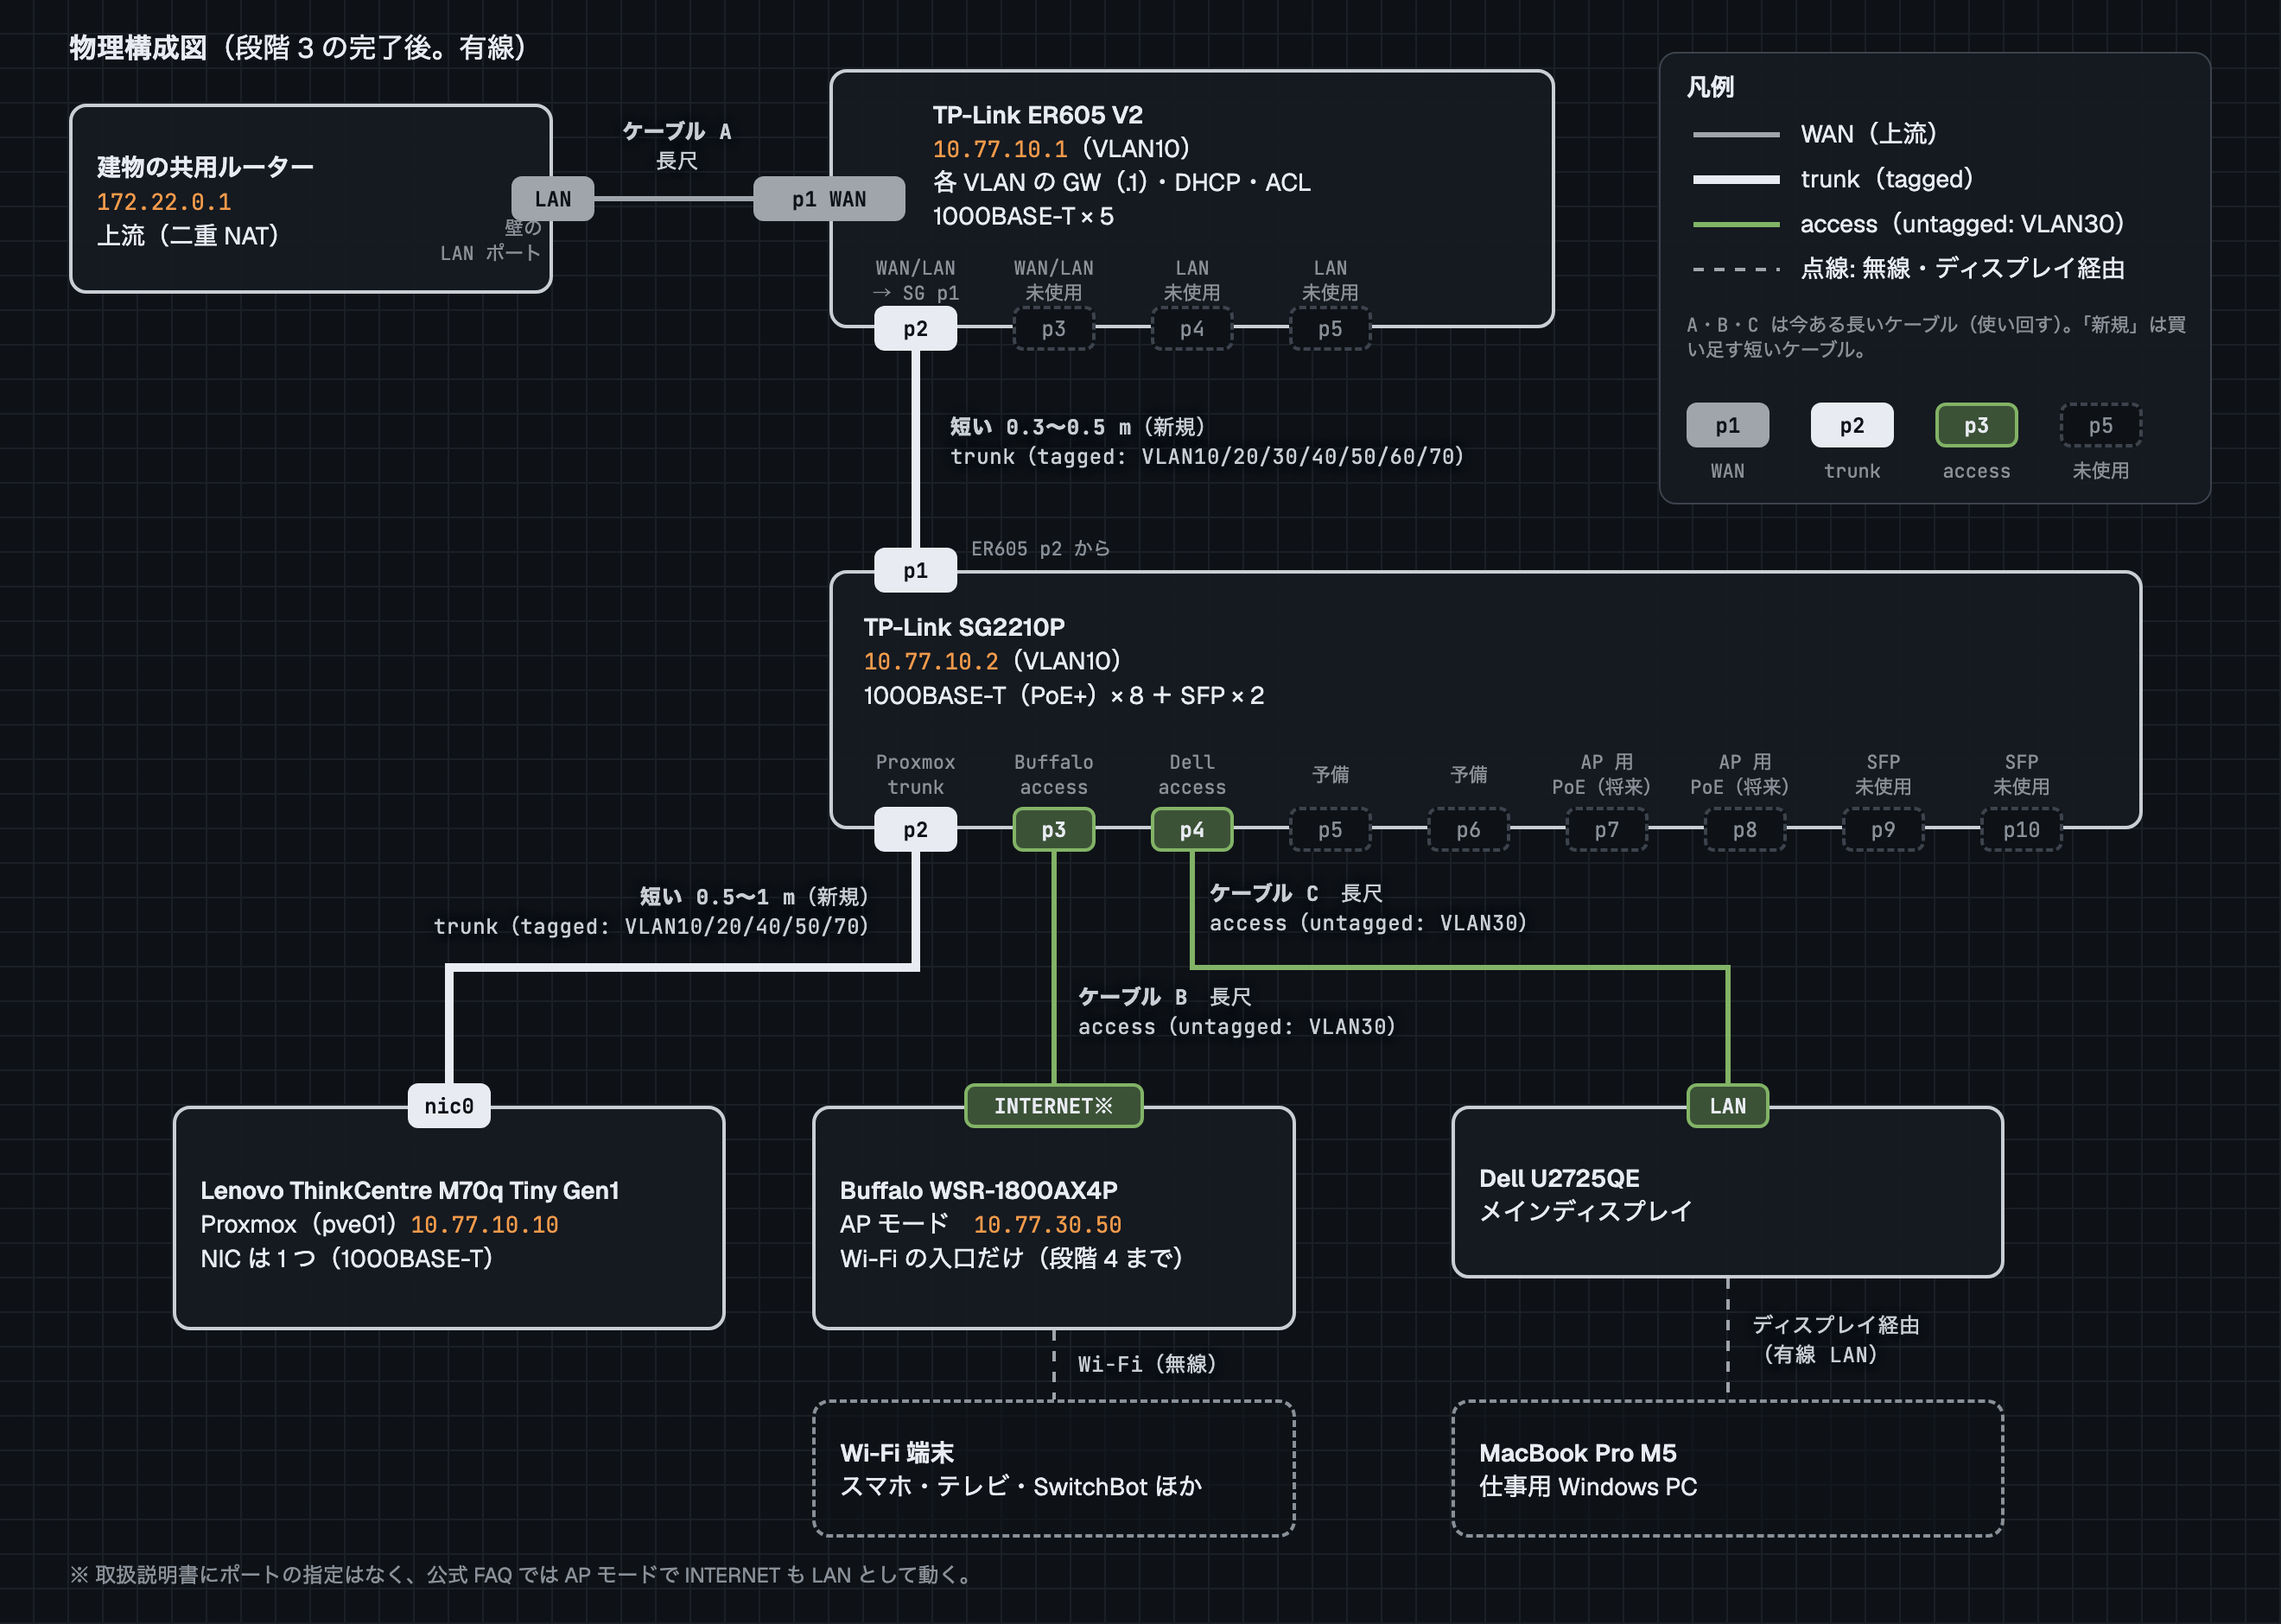 物理構成図（段階 3 の完了後。有線）
建物の共用ルーター
172.22.0.1
上流（二重 NAT）
LAN
壁の
LAN ポート
ケーブル A
長尺
p1 WAN
TP-Link ER605 V2
10.77.10.1（VLAN10）
各 VLAN の GW（.1）・DHCP・ACL
1000BASE-T × 5
WAN/LAN
→ SG p1
WAN/LAN
未使用
LAN
未使用
LAN
未使用
p2
p3
p4
p5
凡例
WAN（上流）
trunk（tagged）
access（untagged: VLAN30）
点線: 無線・ディスプレイ経由
A・B・C は今ある長いケーブル（使い回す）。「新規」は買
い足す短いケーブル。
p1
p2
p3
p5
WAN
trunk
access
未使用
短い 0.3〜0.5 m（新規）
trunk（tagged: VLAN10/20/30/40/50/60/70）
p1
ER605 p2 から
TP-Link SG2210P
10.77.10.2（VLAN10）
1000BASE-T（PoE+）× 8 ＋ SFP × 2
Proxmox
trunk
Buffalo
access
Dell
access
予備
予備
AP 用
PoE（将来）
AP 用
PoE（将来）
SFP
未使用
SFP
未使用
p2
p3
p4
p5
p6
p7
p8
p9
p10
短い 0.5〜1 m（新規）
trunk（tagged: VLAN10/20/40/50/70）
ケーブル C 長尺
access（untagged: VLAN30）
ケーブル B 長尺
access（untagged: VLAN30）
nic0
Lenovo ThinkCentre M70q Tiny Gen1
Proxmox（pve01）10.77.10.10
NIC は 1 つ（1000BASE-T）
INTERNET※
Buffalo WSR-1800AX4P
AP モード 10.77.30.50
Wi-Fi の入口だけ（段階 4 まで）
LAN
Dell U2725QE
メインディスプレイ
Wi-Fi（無線）
ディスプレイ経由
（有線 LAN）
Wi-Fi 端末
スマホ・テレビ・SwitchBot ほか
MacBook Pro M5
仕事用 Windows PC
※ 取扱説明書にポートの指定はなく、公式 FAQ では AP モードで INTERNET も LAN として動く。